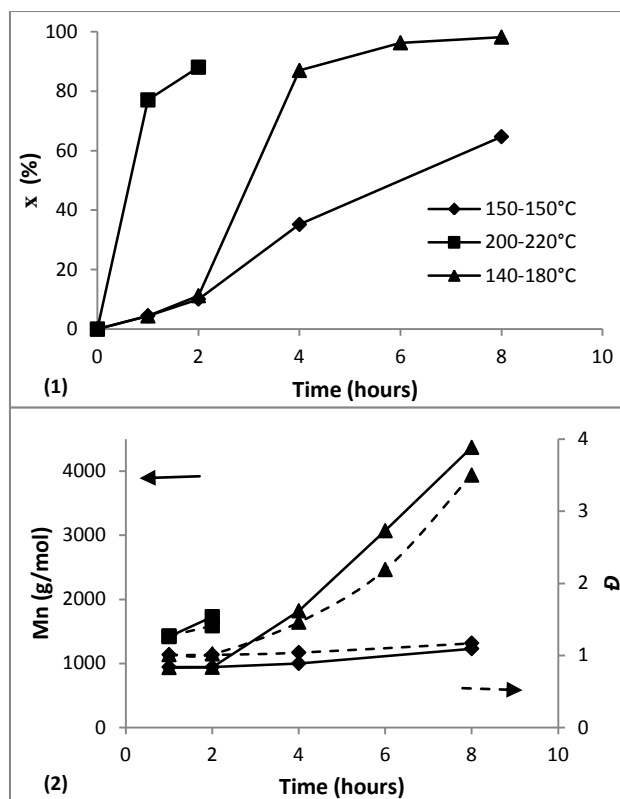 100
80
60
40
20
0
x (%)
150-150°C
200-220°C
140-180°C
0 2 4 6 8 10
(1)
Time (hours)
4000
3000
2000
1000
0
Mn (g/mol)
4
3
2
1
0
Đ
0 2 4 6 8 10
(2)
Time (hours)